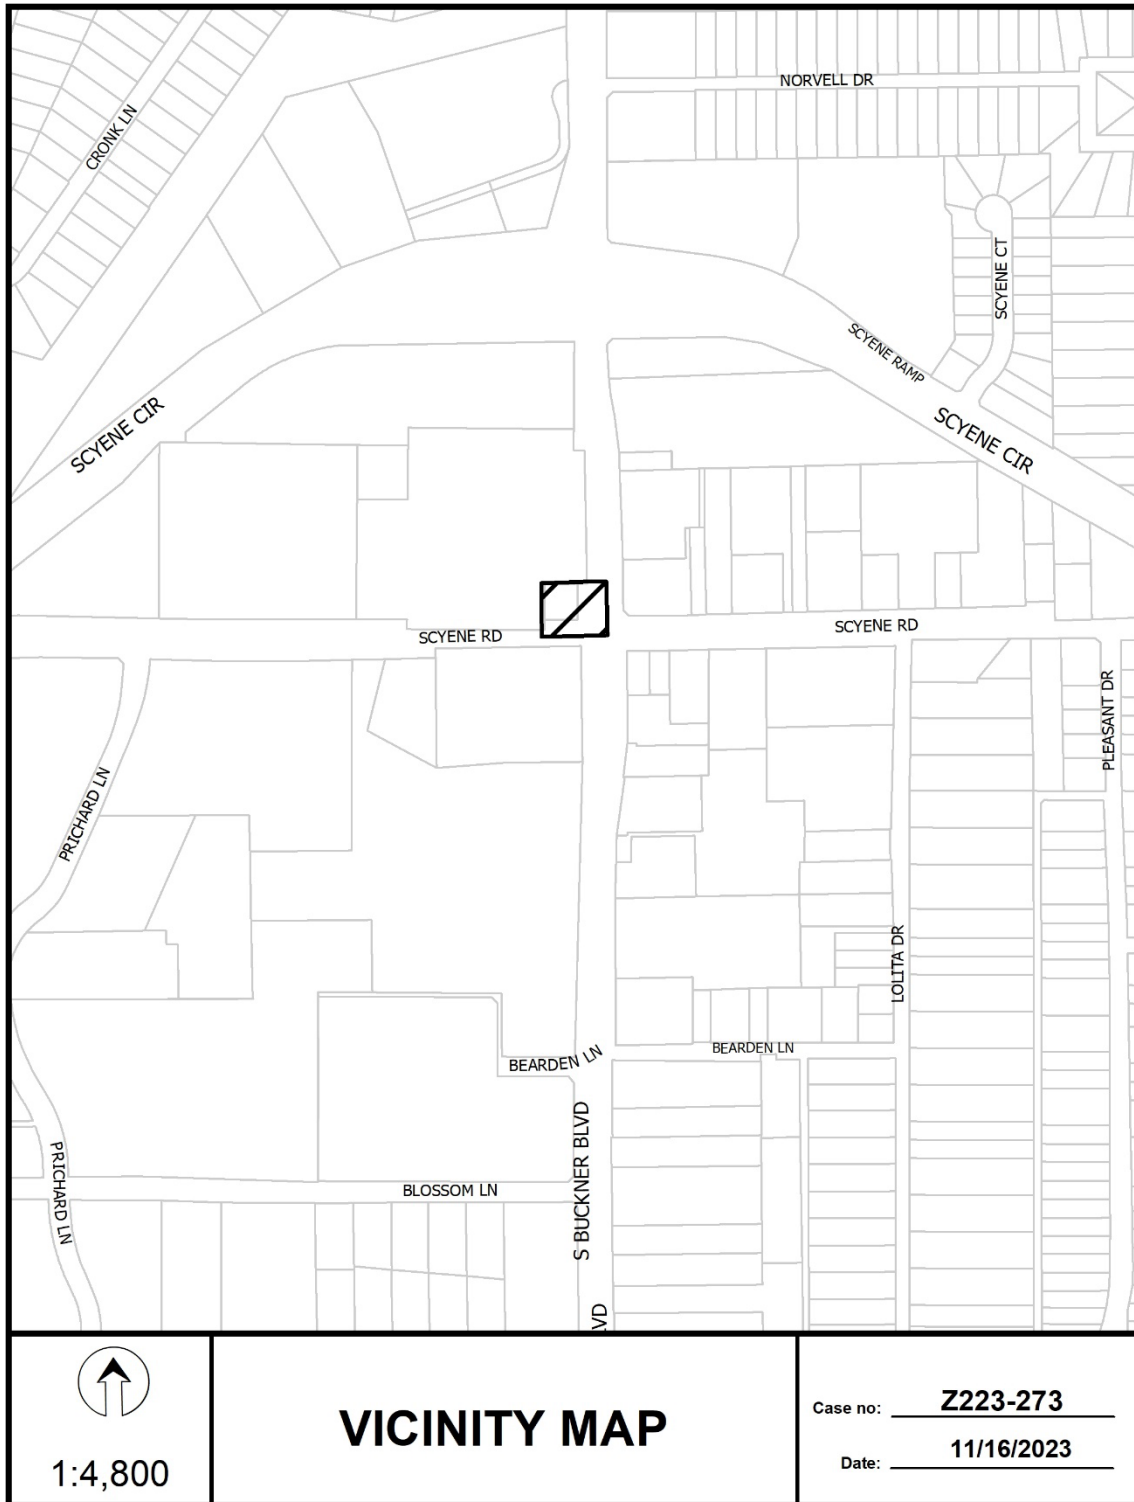 NORVELL DR
CRONK LN
SCYENE CT
SCYENE RAMP
SCYENE CIR
SCYENE CIR
SCYENE RD
SCYENE RD
PLEASANT DR
PRICHARD LN
LOLITA DR
BEARDEN LN
BEARDEN LN
S BUCKNER BLVD
PRICHARD LN
BLOSSOM LN
LVD
1:4,800
VICINITY MAP
Case no: Z223-273
Date: 11/16/2023